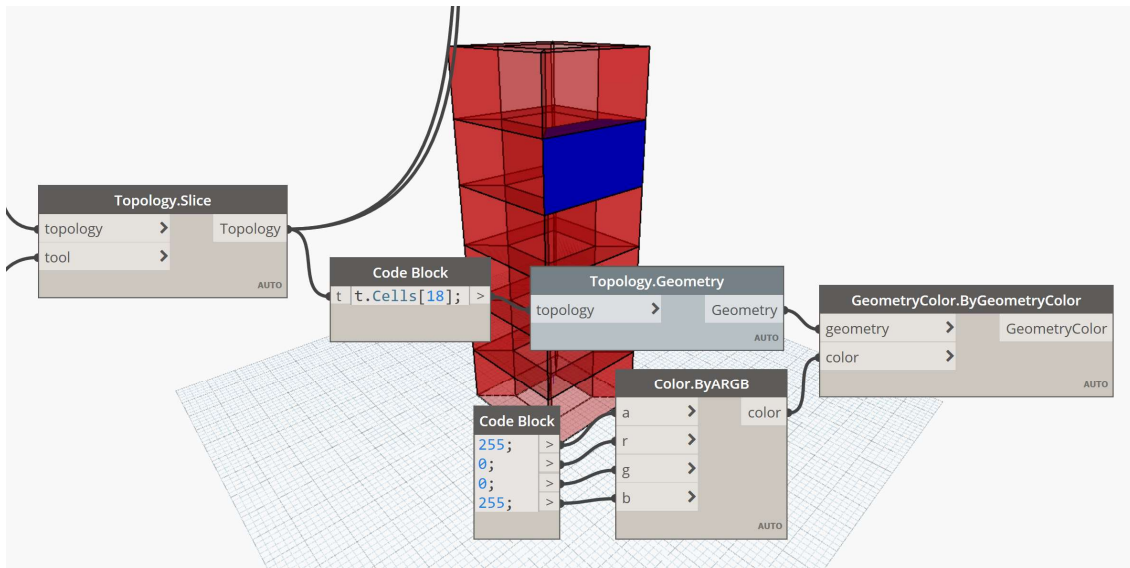 Topology.Slice
topology > Topology
tool >
AUTO
Code Block
t t.Cells[18]; >
Topology.Geometry
topology > Geometry
AUTO
GeometryColor.ByGeometryColor
geometry > GeometryColor
color >
AUTO
Code Block
255; >
0; >
0; >
255; >
Color.ByARGB
a > color
r >
g >
b >
AUTO